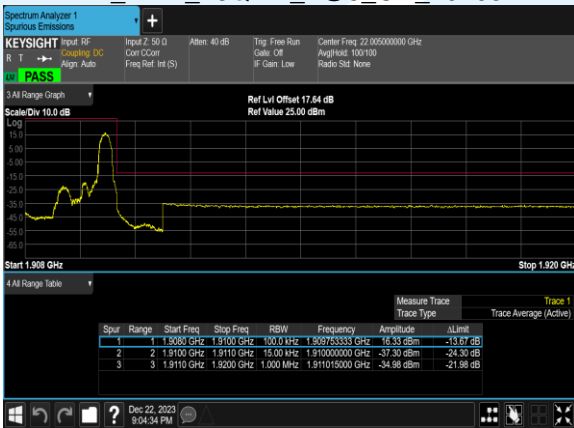 Spectrum Analyzer 1
Spurious Emissions
KEYSIGHT Input: RF Input Z: 50 Ω Atten: 40 dB Trig: Free Run Center Freq: 22.005000000 GHz
R T Coupling: DC Corr CCorr Gate: Off Avg|Hold: 100/100
Align: Auto Freq Ref: Int (S) IF Gain: Low Radio Std: None
PASS
3 All Range Graph Ref Lvl Offset 17.64 dB
Scale/Div 10.0 dB Ref Value 25.00 dBm
Log
15.0
5.00
-5.00
-15.0
-25.0
-35.0
-45.0
-55.0
-65.0
Start 1.908 GHz Stop 1.920 GHz
4 All Range Table
Measure Trace Trace 1
Trace Type Trace Average (Active)
Spur Range Start Freq Stop Freq RBW Frequency Amplitude ΔLimit
1 1 1.9080 GHz 1.9100 GHz 100.0 kHz 1.909753333 GHz 16.33 dBm -13.67 dB
2 2 1.9100 GHz 1.9110 GHz 15.00 kHz 1.910000000 GHz -37.30 dBm -24.30 dB
3 3 1.9110 GHz 1.9200 GHz 1.000 MHz 1.911015000 GHz -34.98 dBm -21.98 dB
? Dec 22, 2023
9:04:34 PM